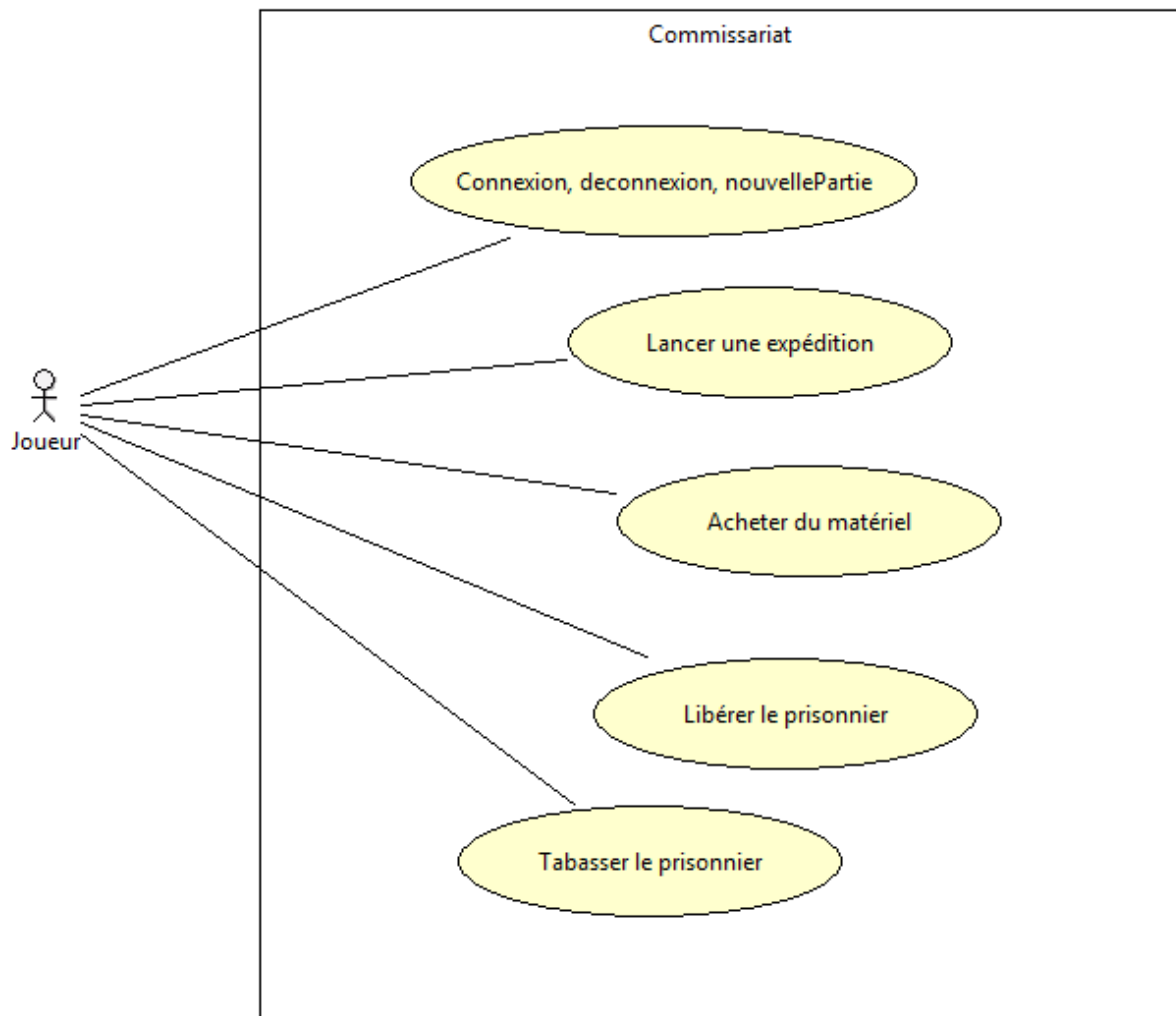 Commissariat
Connexion, deconnexion, nouvellePartie
Lancer une expédition
Joueur
Acheter du matériel
Libérer le prisonnier
Tabasser le prisonnier